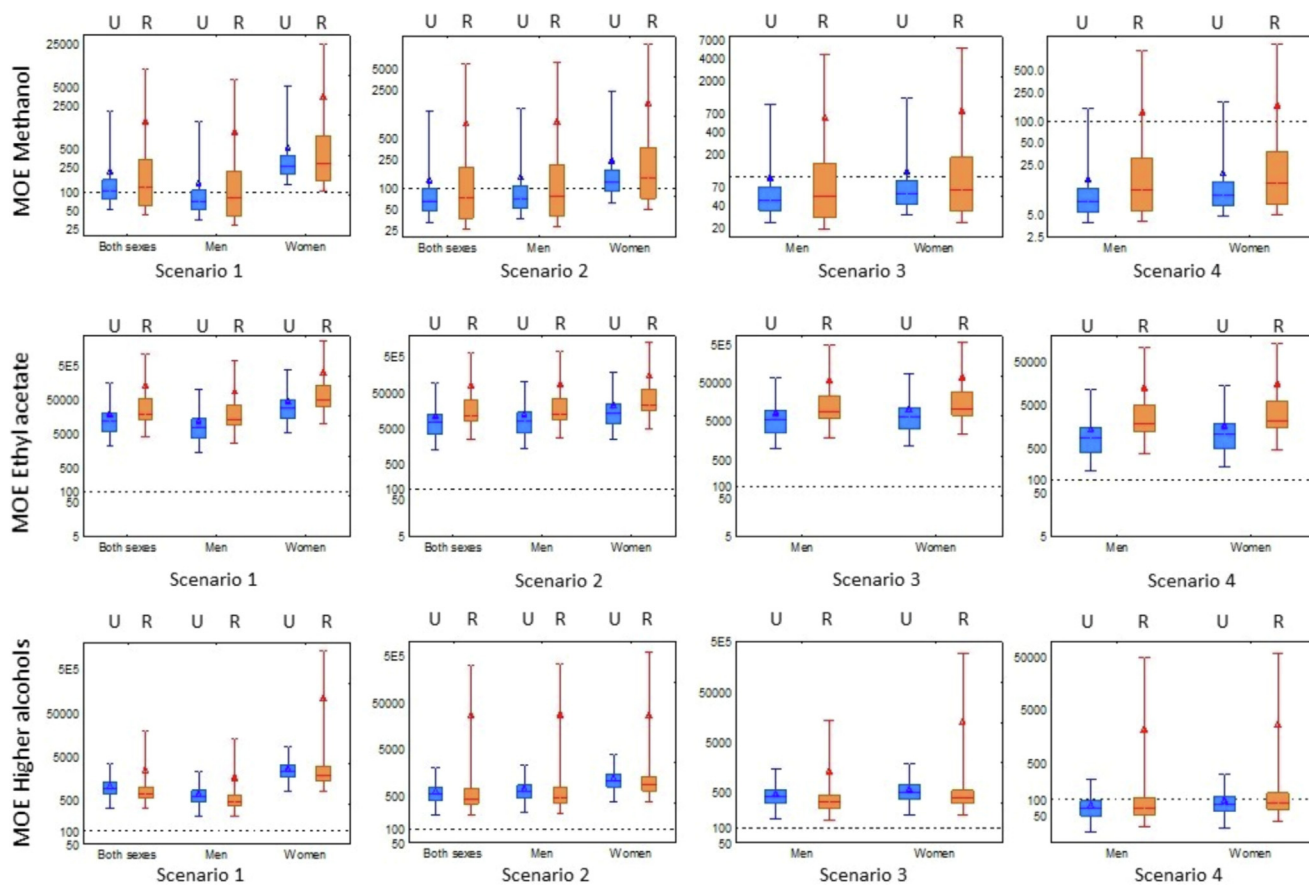 U R U R U R
U R U R U R
U R U R
U R U R
MOE Methanol
25000
5000
2500
500
250
100
50
25
Both sexes Men Women
Scenario 1
5000
2500
500
250
100
50
25
Both sexes Men Women
Scenario 2
7000
4000
2000
700
400
200
70
40
20
Men Women
Scenario 3
500.0
250.0
100.0
50.0
25.0
5.0
2.5
Men Women
Scenario 4
U R U R U R
U R U R U R
U R U R
U R U R
MOE Ethyl acetate
5E5
50000
5000
500
100
50
5
Both sexes Men Women
Scenario 1
5E5
50000
5000
500
100
50
5
Both sexes Men Women
Scenario 2
5E5
50000
5000
500
100
50
5
Men Women
Scenario 3
50000
5000
500
100
50
5
Men Women
Scenario 4
U R U R U R
U R U R U R
U R U R
U R U R
MOE Higher alcohols
5E5
50000
5000
500
100
50
Both sexes Men Women
Scenario 1
5E5
50000
5000
500
100
50
Both sexes Men Women
Scenario 2
5E5
50000
5000
500
100
50
Men Women
Scenario 3
50000
5000
500
100
50
Men Women
Scenario 4